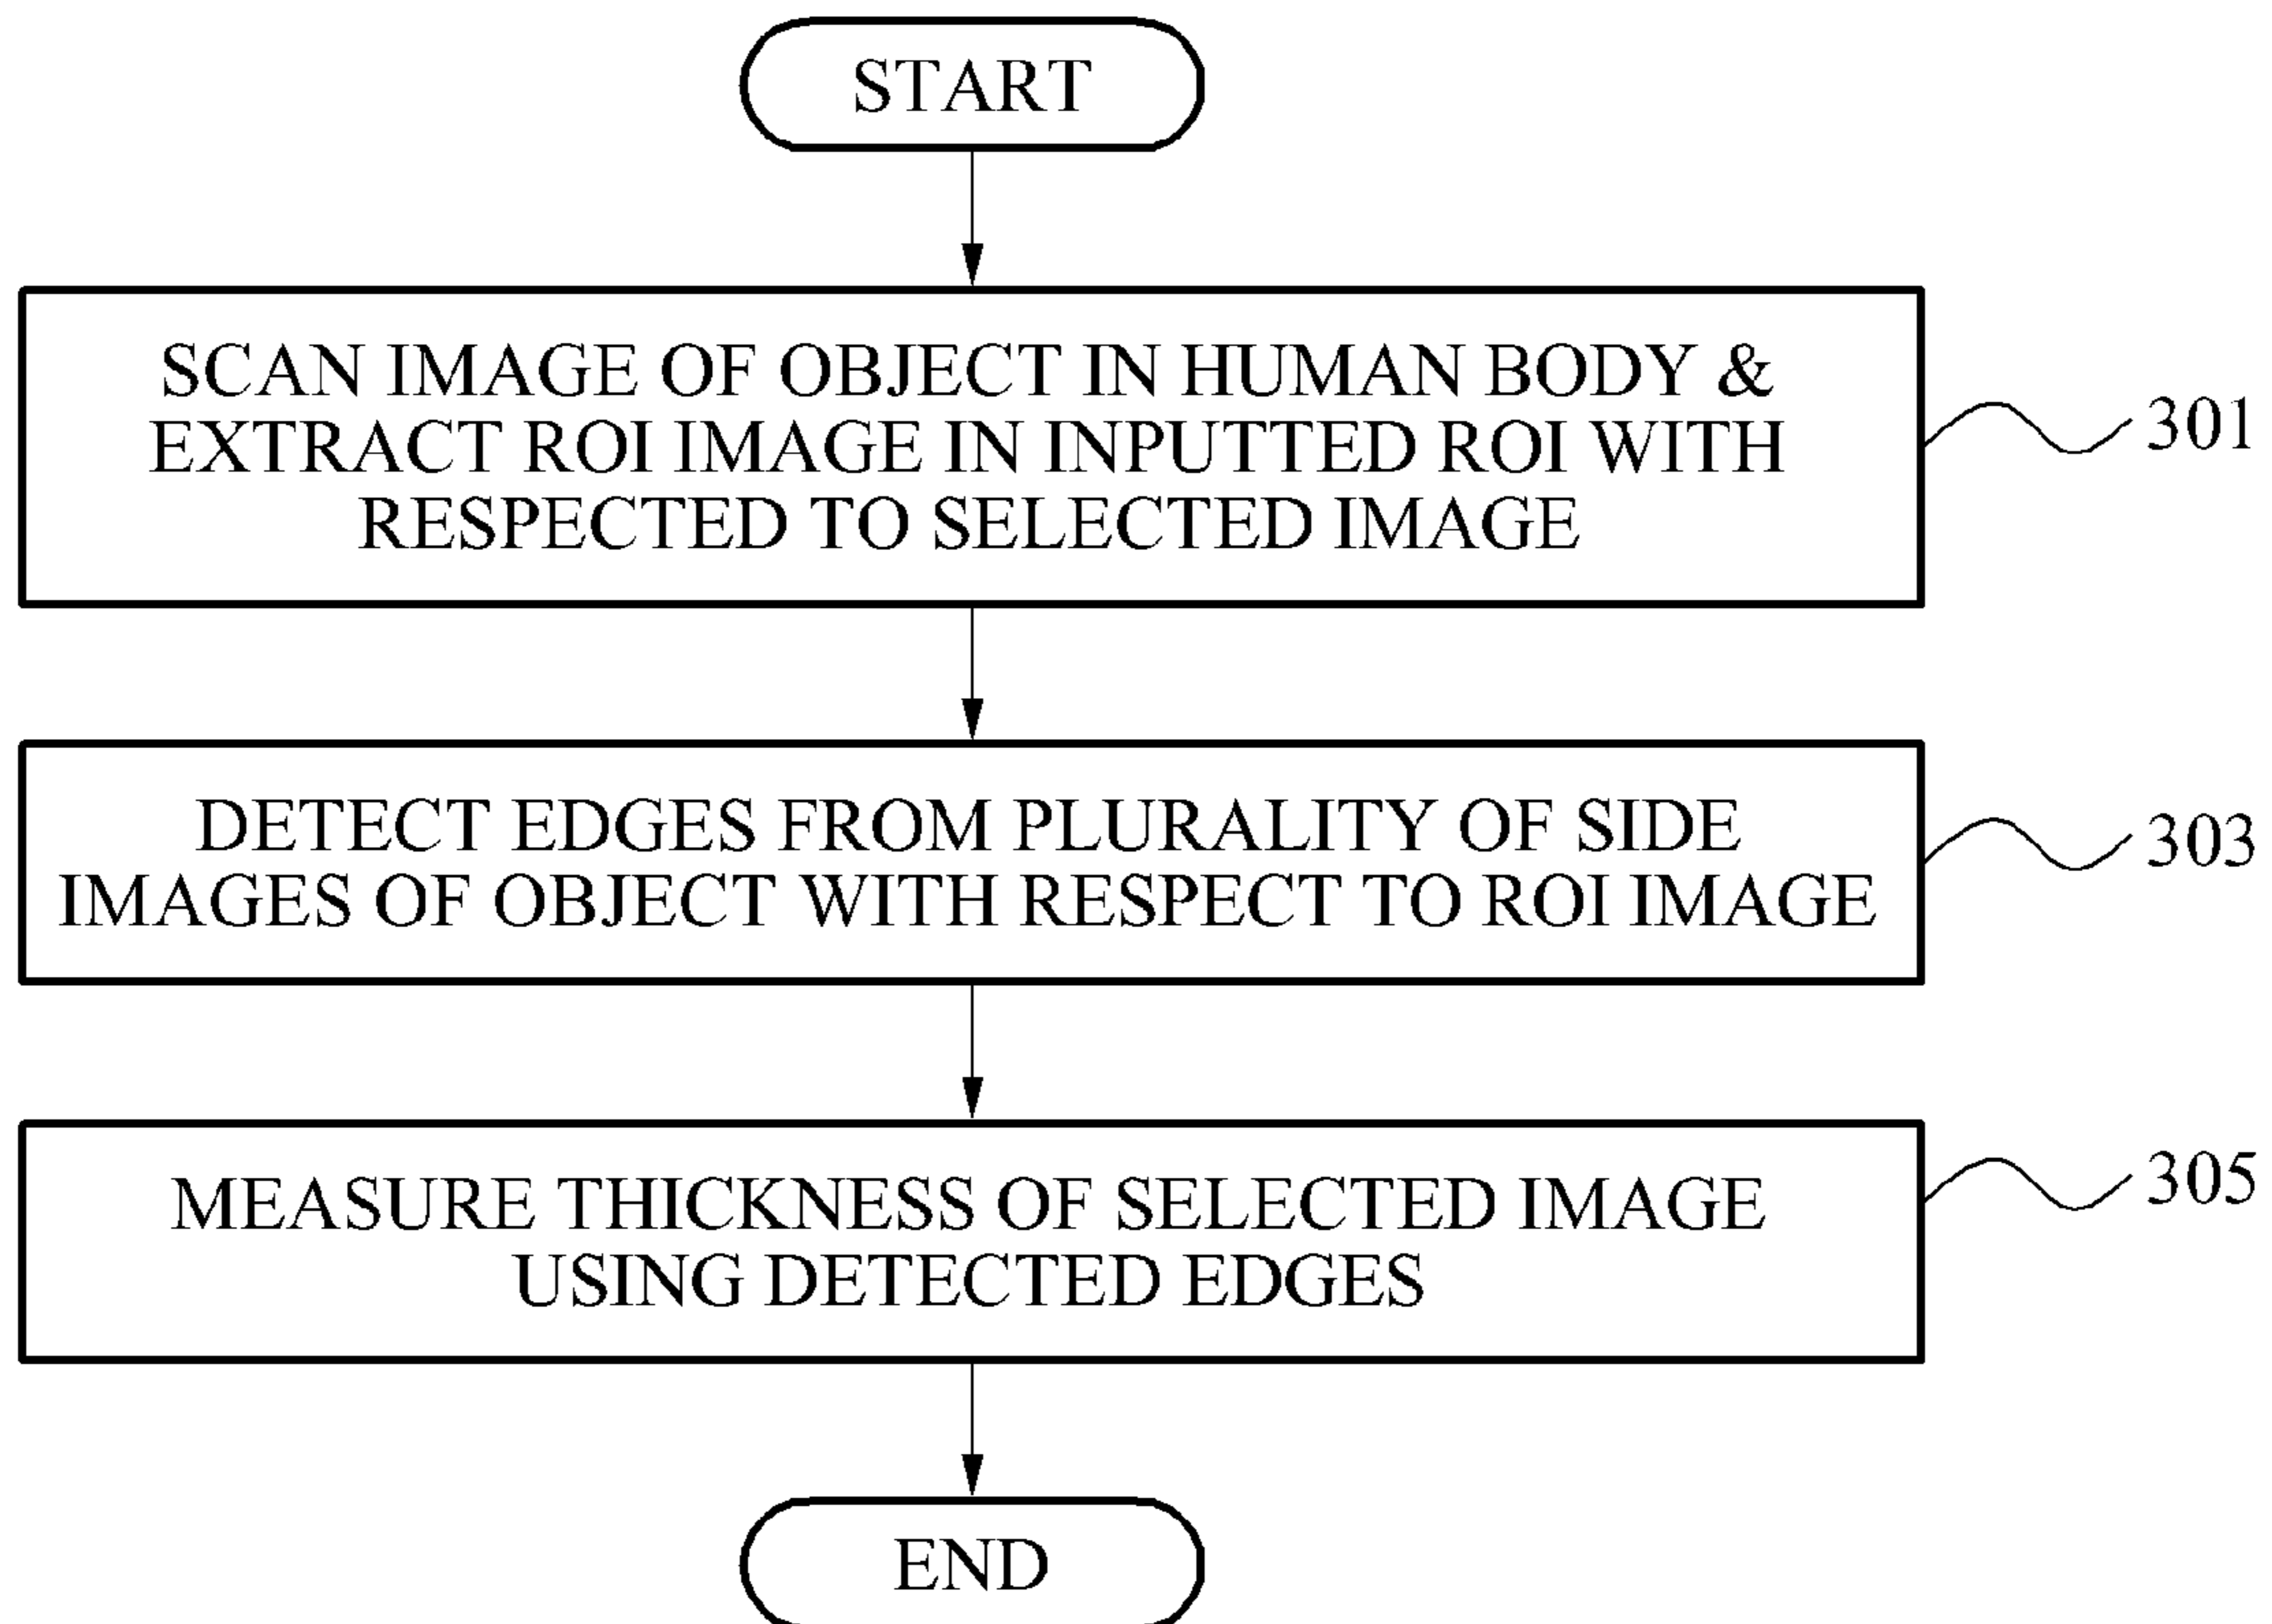 START
SCAN IMAGE OF OBJECT IN HUMAN BODY &
EXTRACT ROI IMAGE IN INPUTTED ROI WITH
RESPECTED TO SELECTED IMAGE
301
DETECT EDGES FROM PLURALITY OF SIDE
IMAGES OF OBJECT WITH RESPECT TO ROI IMAGE
303
MEASURE THICKNESS OF SELECTED IMAGE
USING DETECTED EDGES
305
END